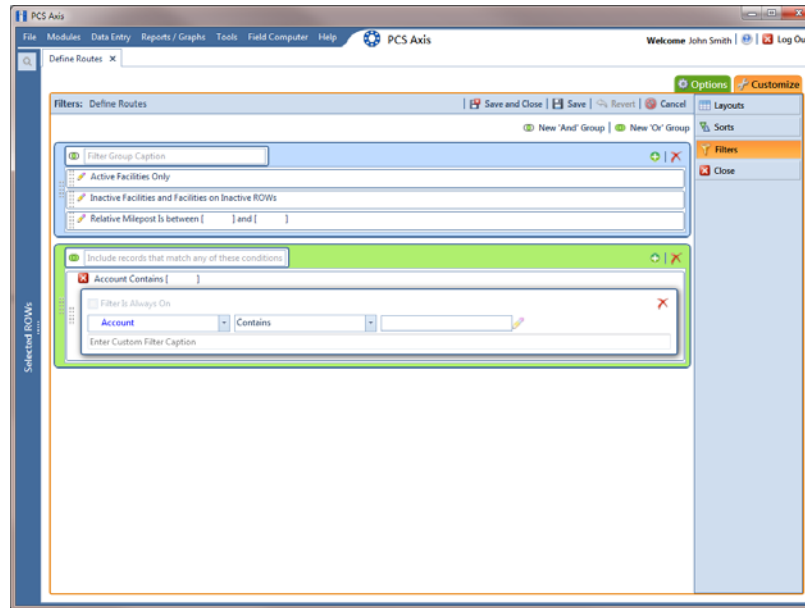 PCS Axis
File Modules Data Entry Reports / Graphs Tools Field Computer Help PCS Axis Welcome John Smith | Log Ou
Define Routes X
Options Customize
Filters: Define Routes | Save and Close | Save | Revert | Cancel
Layouts
New 'And' Group | New 'Or' Group
Sorts
Filter Group Caption
Filters
Active Facilities Only
Close
Inactive Facilities and Facilities on Inactive ROWs
Relative Milepost Is between [ ] and [ ]
Include records that match any of these conditions
Account Contains [ ]
Filter Is Always On
Account Contains
Enter Custom Filter Caption
Selected ROWs